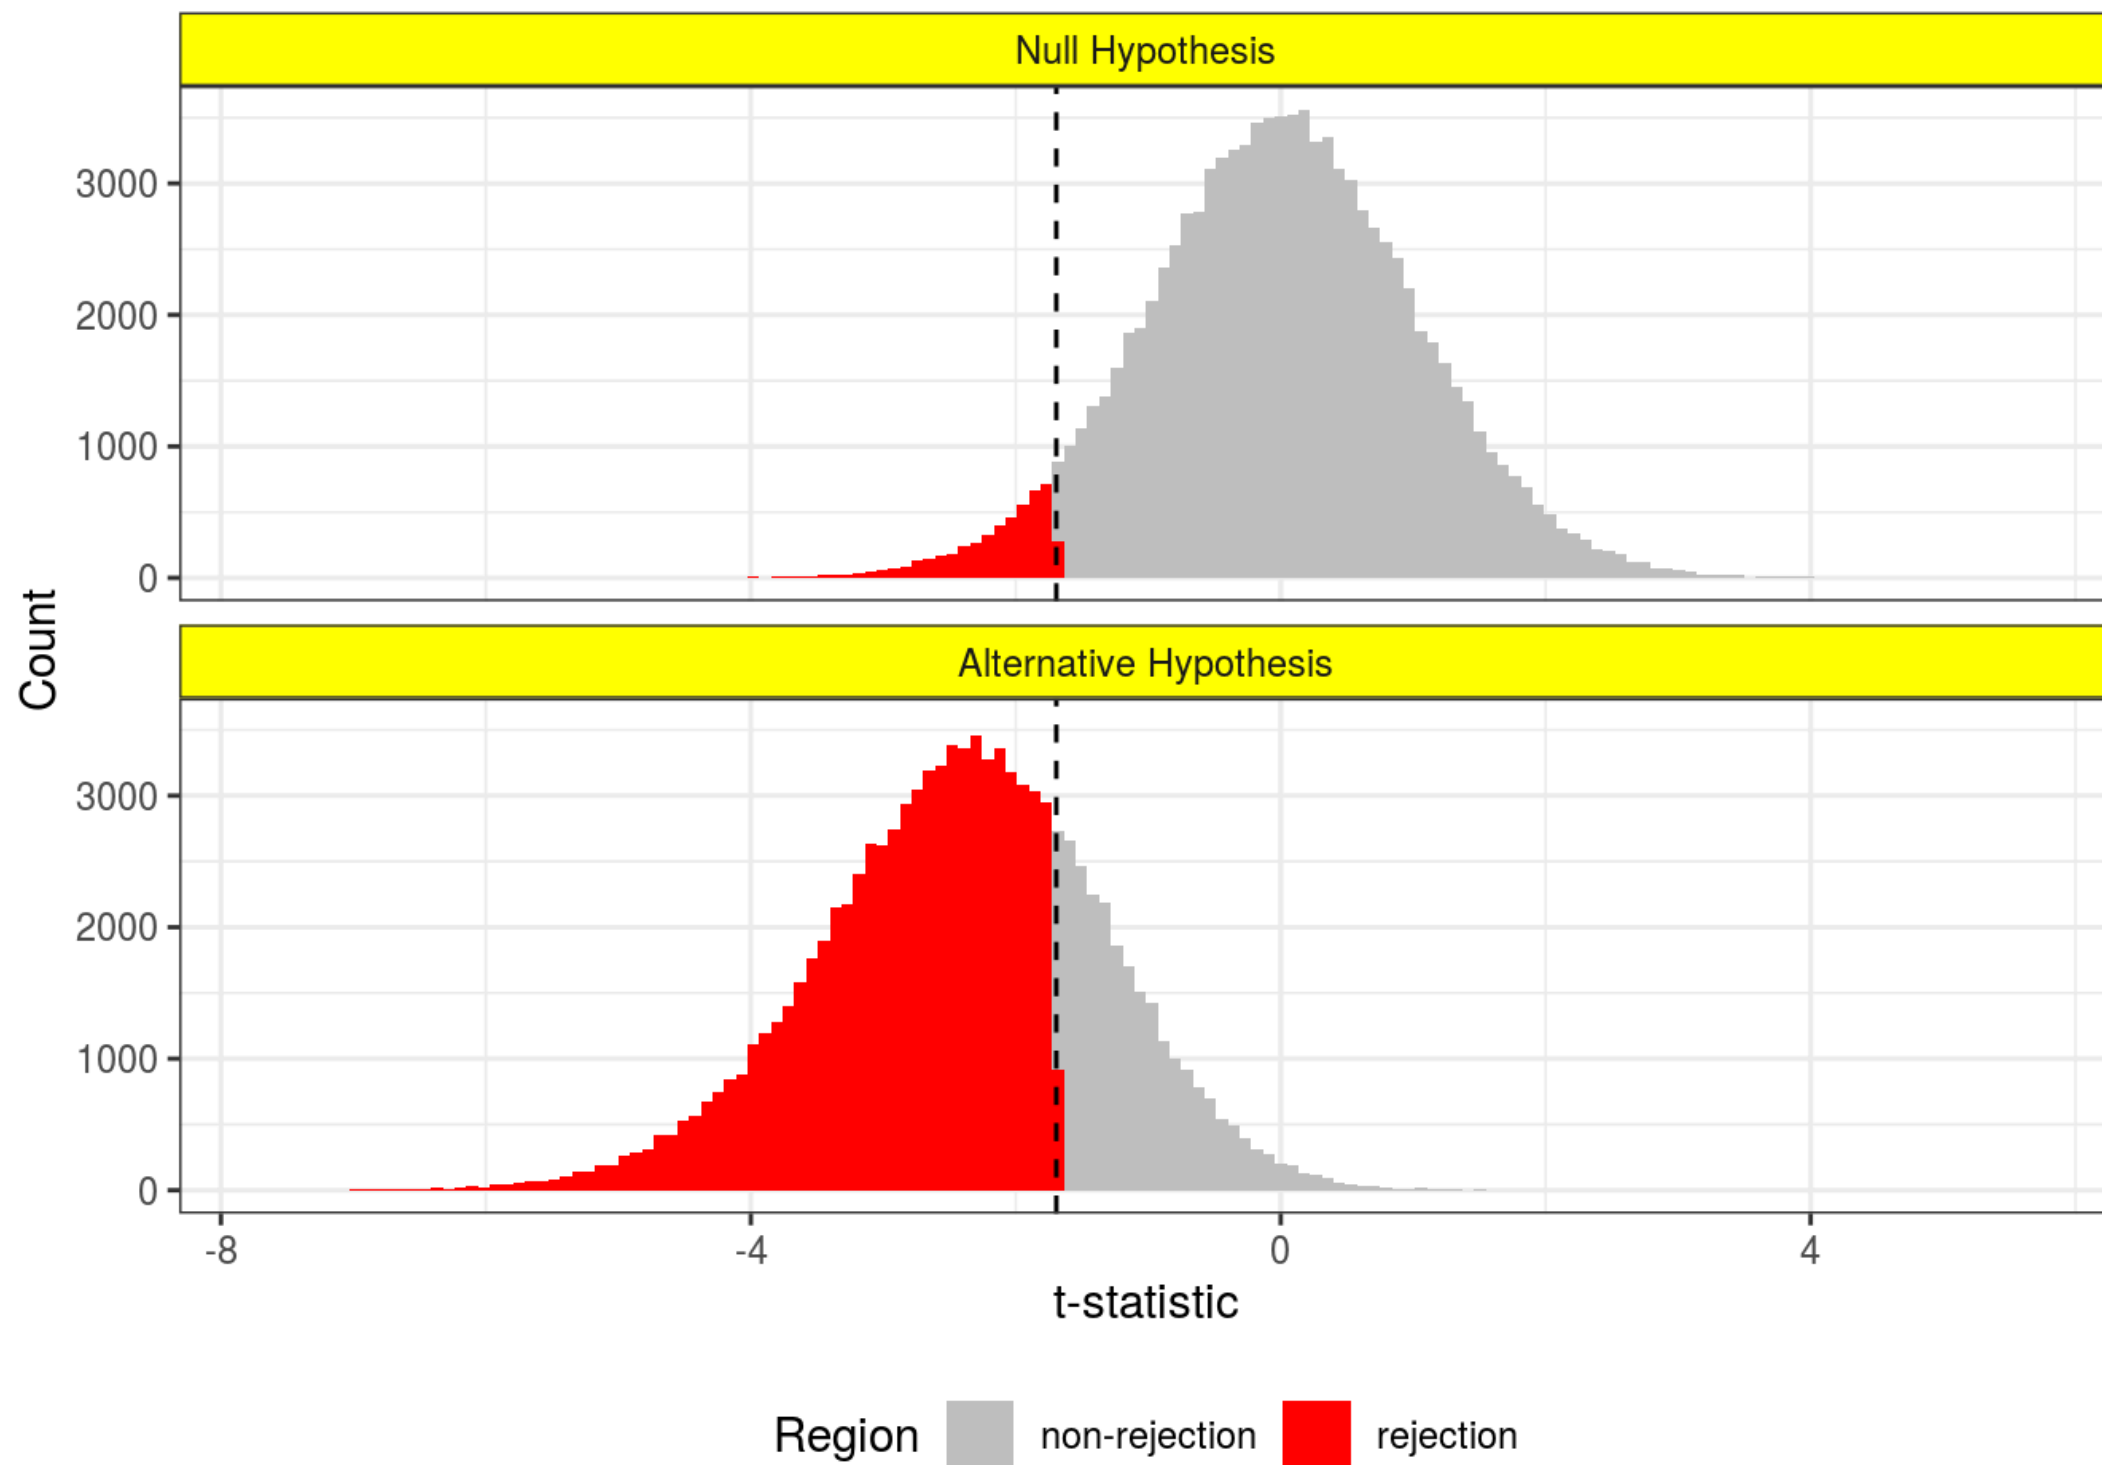 Null Hypothesis
3000
2000
1000
0
Count
Alternative Hypothesis
3000
2000
1000
0
-8 -4 0 4
t-statistic
Region non-rejection rejection